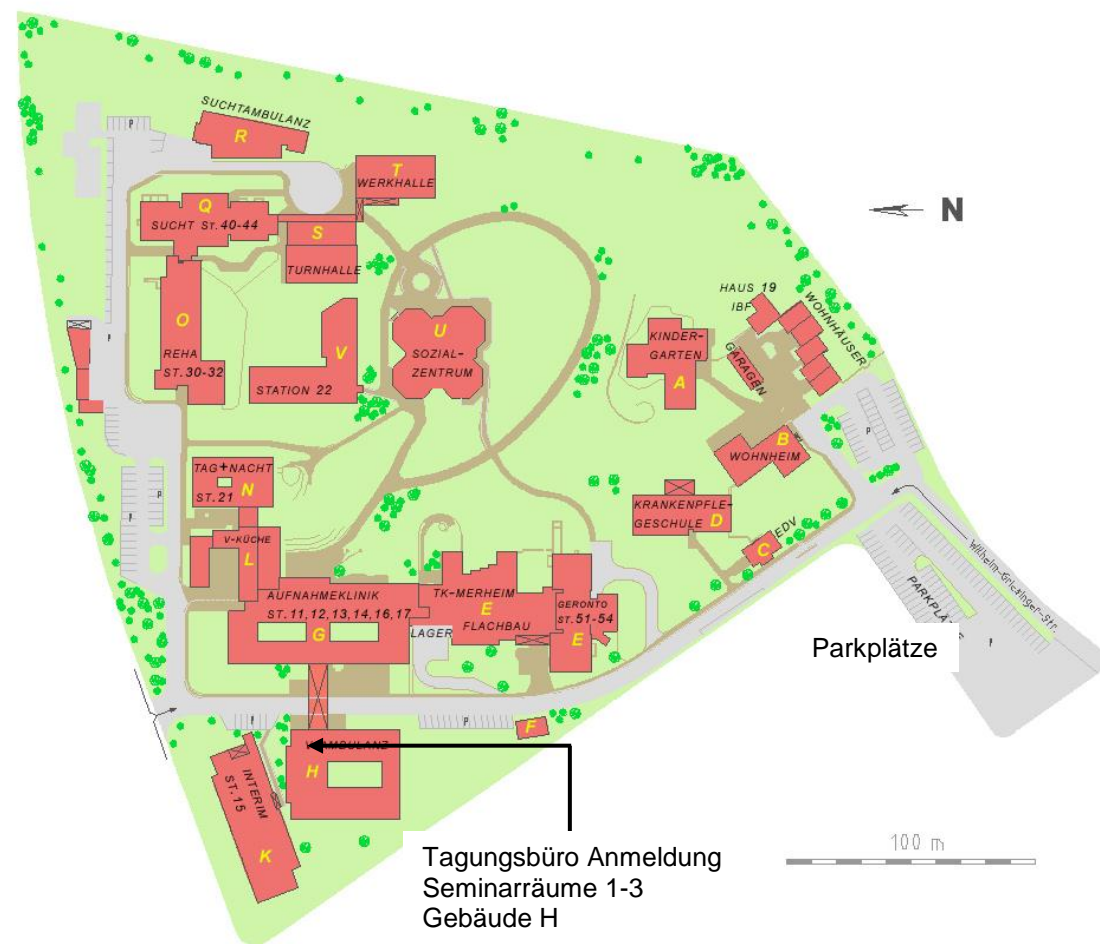 SUCHTAMBULANZ
R
T
WERKHALLE
Q
SUCHT ST. 40-44
S
TURNHALLE
N
O
REHA
ST. 30-32
V
STATION 22
U
SOZIAL-
ZENTRUM
HAUS 19
IBF
WOHNHÄUSER
KINDER-
GARTEN
A
GARAGEN
B
WOHNHEIM
TAG+NACHT
ST. 21
N
V-KÜCHE
L
KRANKENPFLE-
GESCHULE D
EDV
C
AUFNAHMEKLINIK
ST. 11, 12, 13, 14, 16, 17
G
TK-MERHEIM
E
FLACHBAU
LAGER
GERONTO
ST. 51-54
E
Wilhelm-Griesinger-Str.
PARKPLÄTZE
Parkplätze
F
P
P
P
P
P
P
P
P
AMBULANZ
H
INTERIM
ST. 15
K
100 m
Tagungsbüro Anmeldung
Seminarräume 1-3
Gebäude H